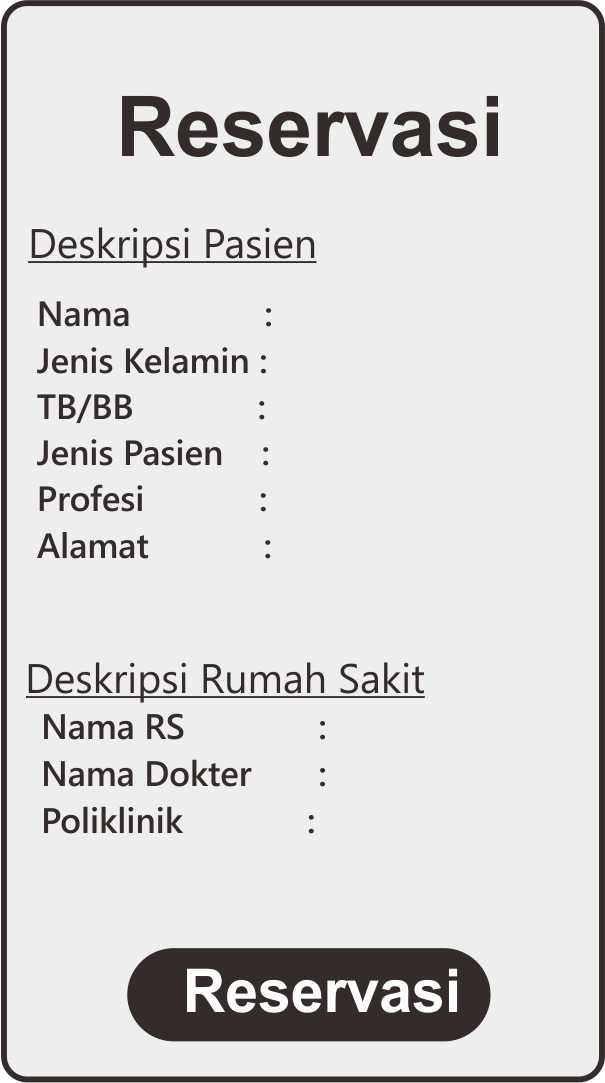 Reservasi
Deskripsi Pasien
Nama :
Jenis Kelamin :
TB/BB :
Jenis Pasien :
Profesi :
Alamat :
Deskripsi Rumah Sakit
Nama RS :
Nama Dokter :
Poliklinik :
Reservasi